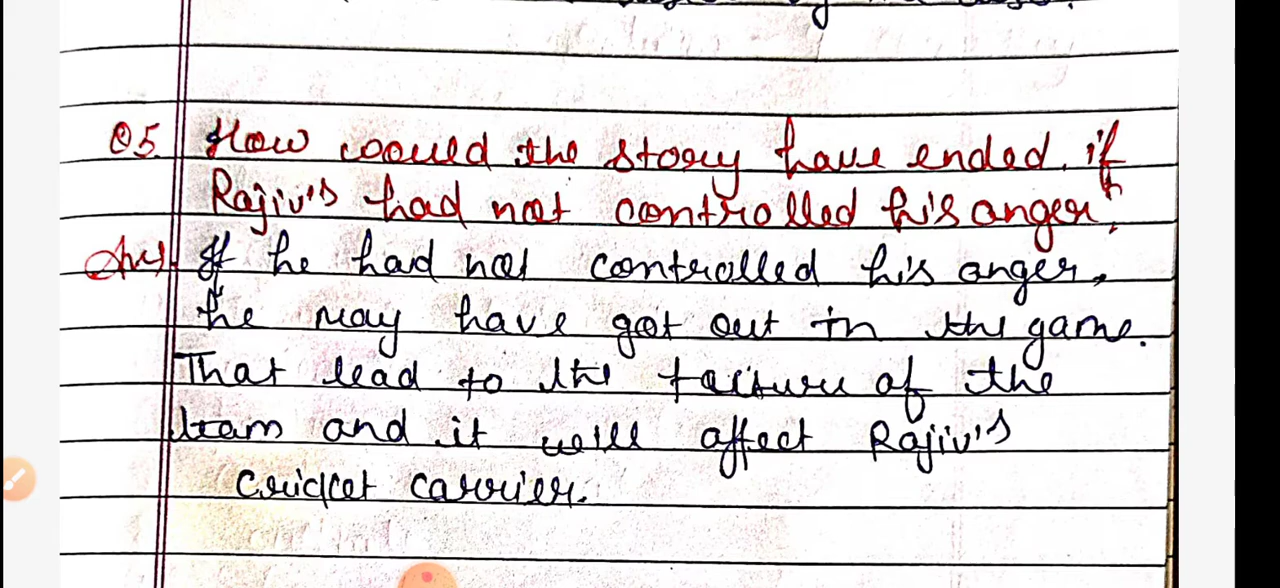 Q5. How coould the story have ended, if
Rajiv's had not controlled his anger?
Ans. If he had not controlled his anger,
he may have got out in the game.
That lead to the failure of the
team and it will affect Rajiv's
Cricket carrier.